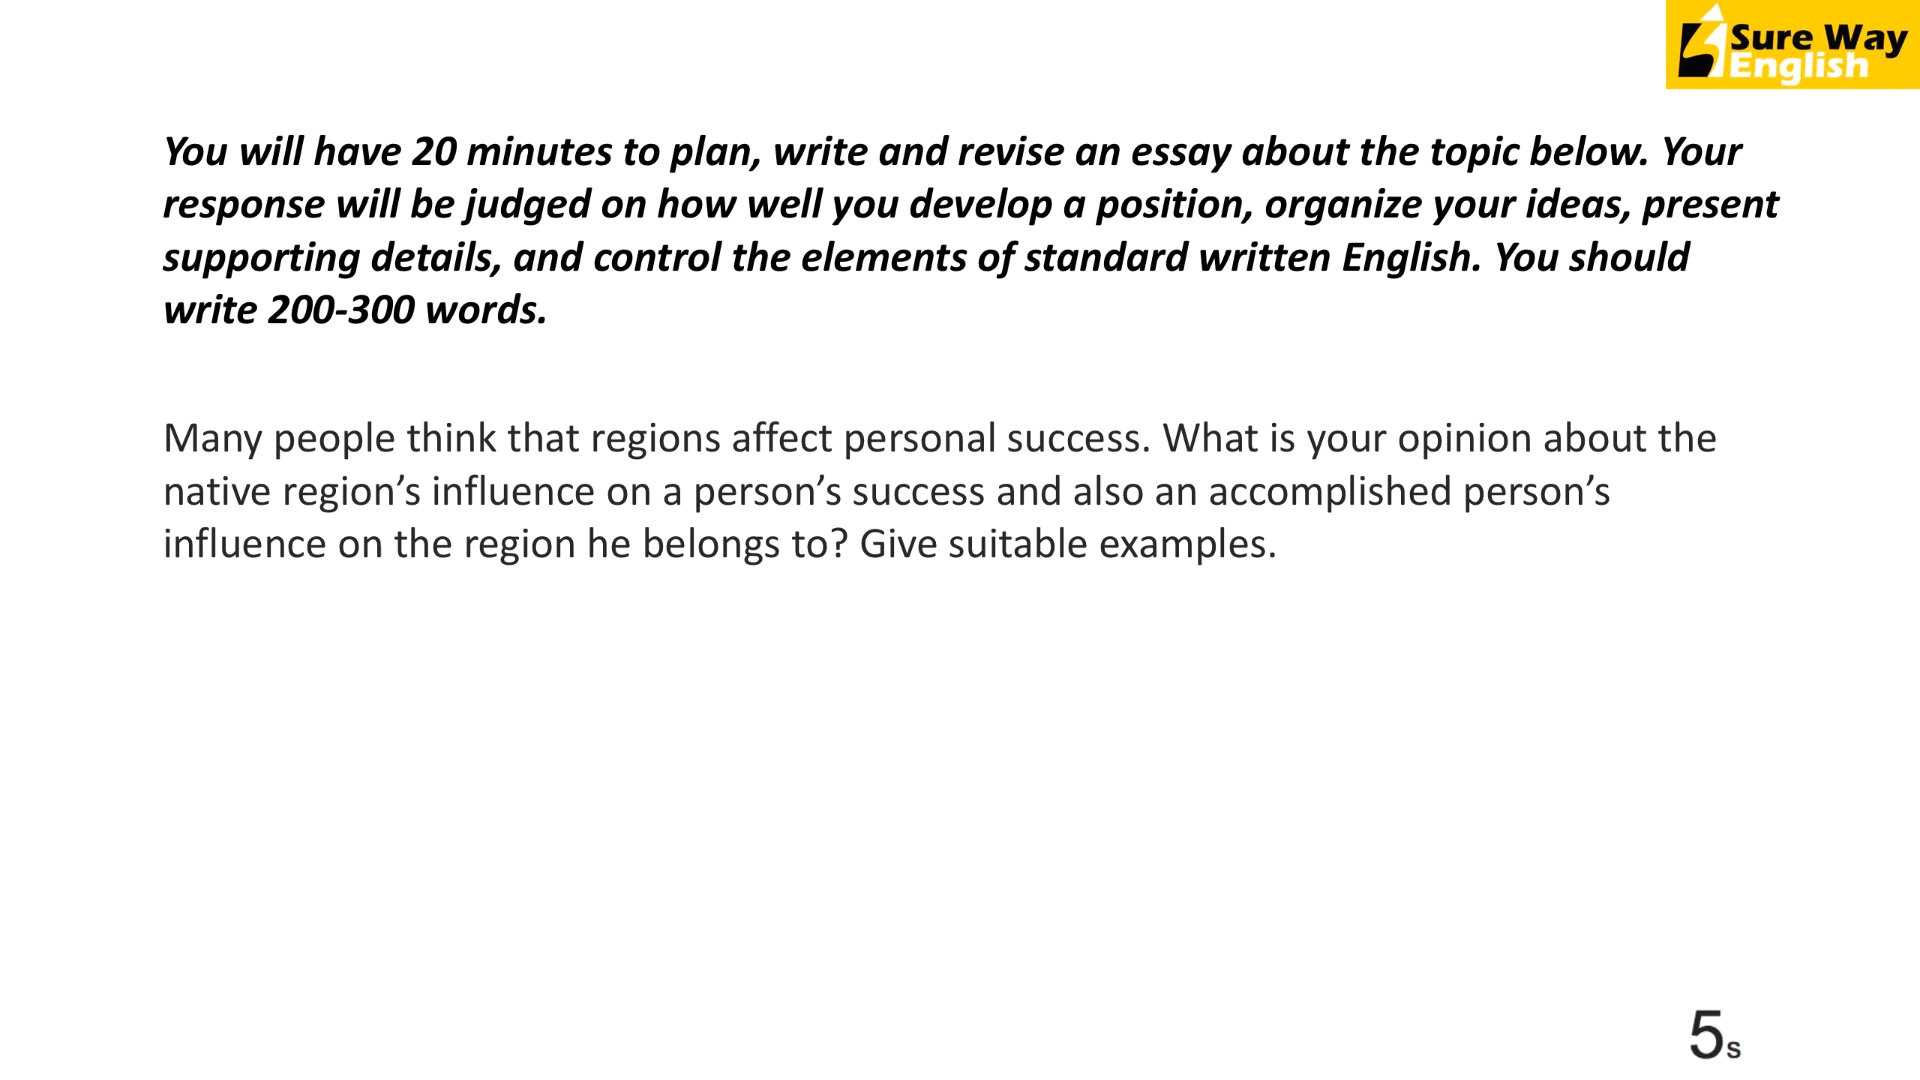 Sure Way
English
You will have 20 minutes to plan, write and revise an essay about the topic below. Your
response will be judged on how well you develop a position, organize your ideas, present
supporting details, and control the elements of standard written English. You should
write 200-300 words.
Many people think that regions affect personal success. What is your opinion about the
native region’s influence on a person’s success and also an accomplished person’s
influence on the region he belongs to? Give suitable examples.
5s